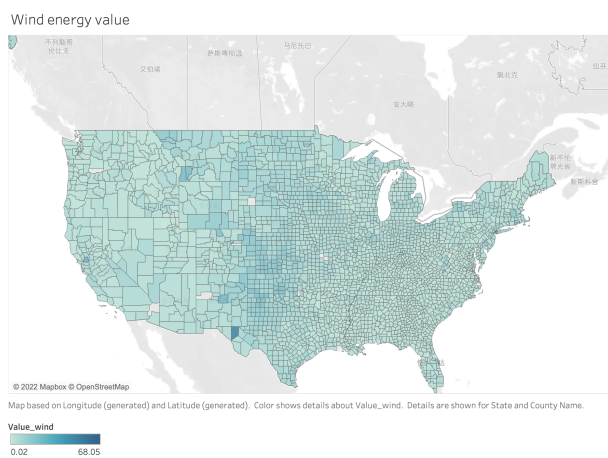 Wind energy value
不列颠哥
伦比亚
艾伯塔
萨斯喀彻温
马尼托巴
安大略
魁北克
纽芬
新不伦
瑞克省
新斯科舍
© 2022 Mapbox © OpenStreetMap
Map based on Longitude (generated) and Latitude (generated). Color shows details about Value_wind. Details are shown for State and County Name.
Value_wind
0.02 68.05